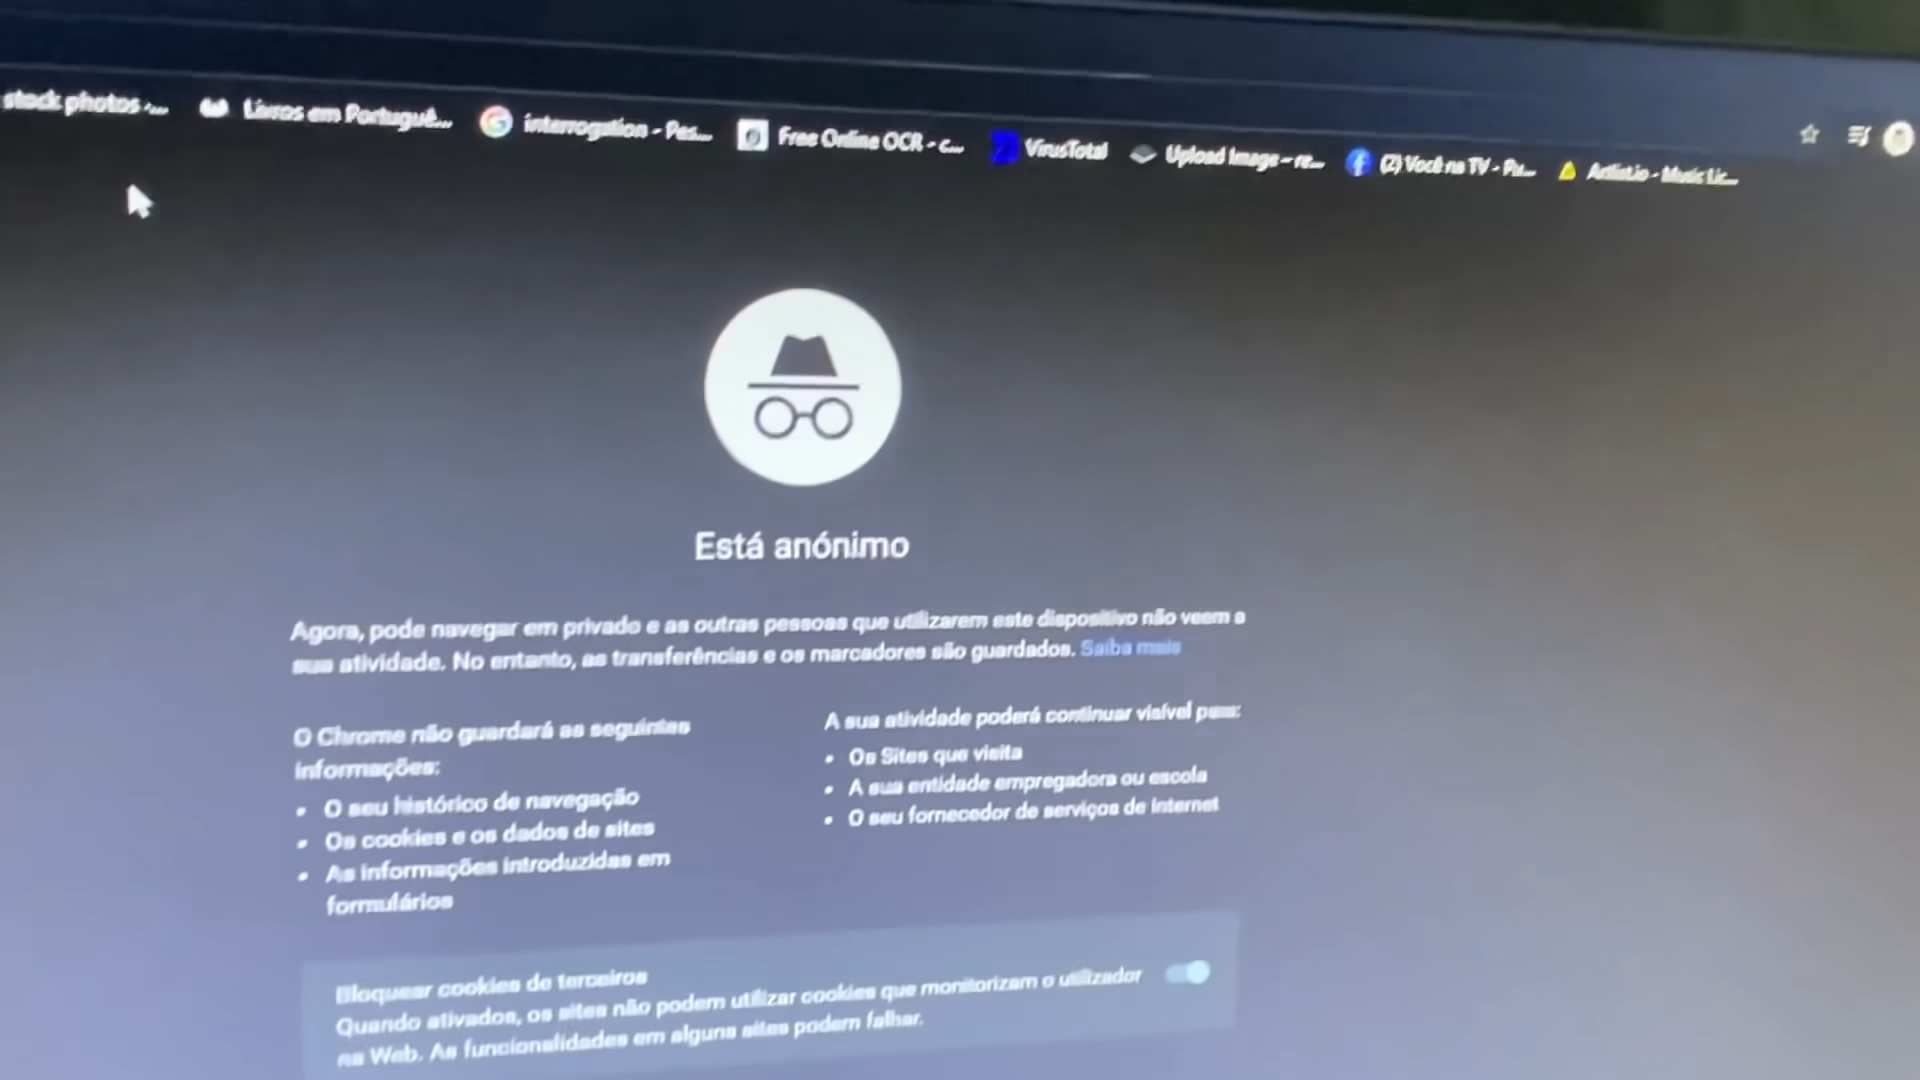 stock photos -...
Livros em Portuguê...
interrogation - Pes...
Free Online OCR - c...
VirusTotal
Upload Image - re...
(2) Você na TV - Pu...
Artlist.io - Music Lic...
Está anónimo
Agora, pode navegar em privado e as outras pessoas que utilizarem este dispositivo não veem a
sua atividade. No entanto, as transferências e os marcadores são guardados. Saiba mais
O Chrome não guardará as seguintes
informações:
• O seu histórico de navegação
• Os cookies e os dados de sites
• As informações introduzidas em
formulários
A sua atividade poderá continuar visível para:
• Os Sites que visita
• A sua entidade empregadora ou escola
• O seu fornecedor de serviços de Internet
Bloquear cookies de terceiros
Quando ativados, os sites não podem utilizar cookies que monitorizam o utilizador
na Web. As funcionalidades em alguns sites podem falhar.